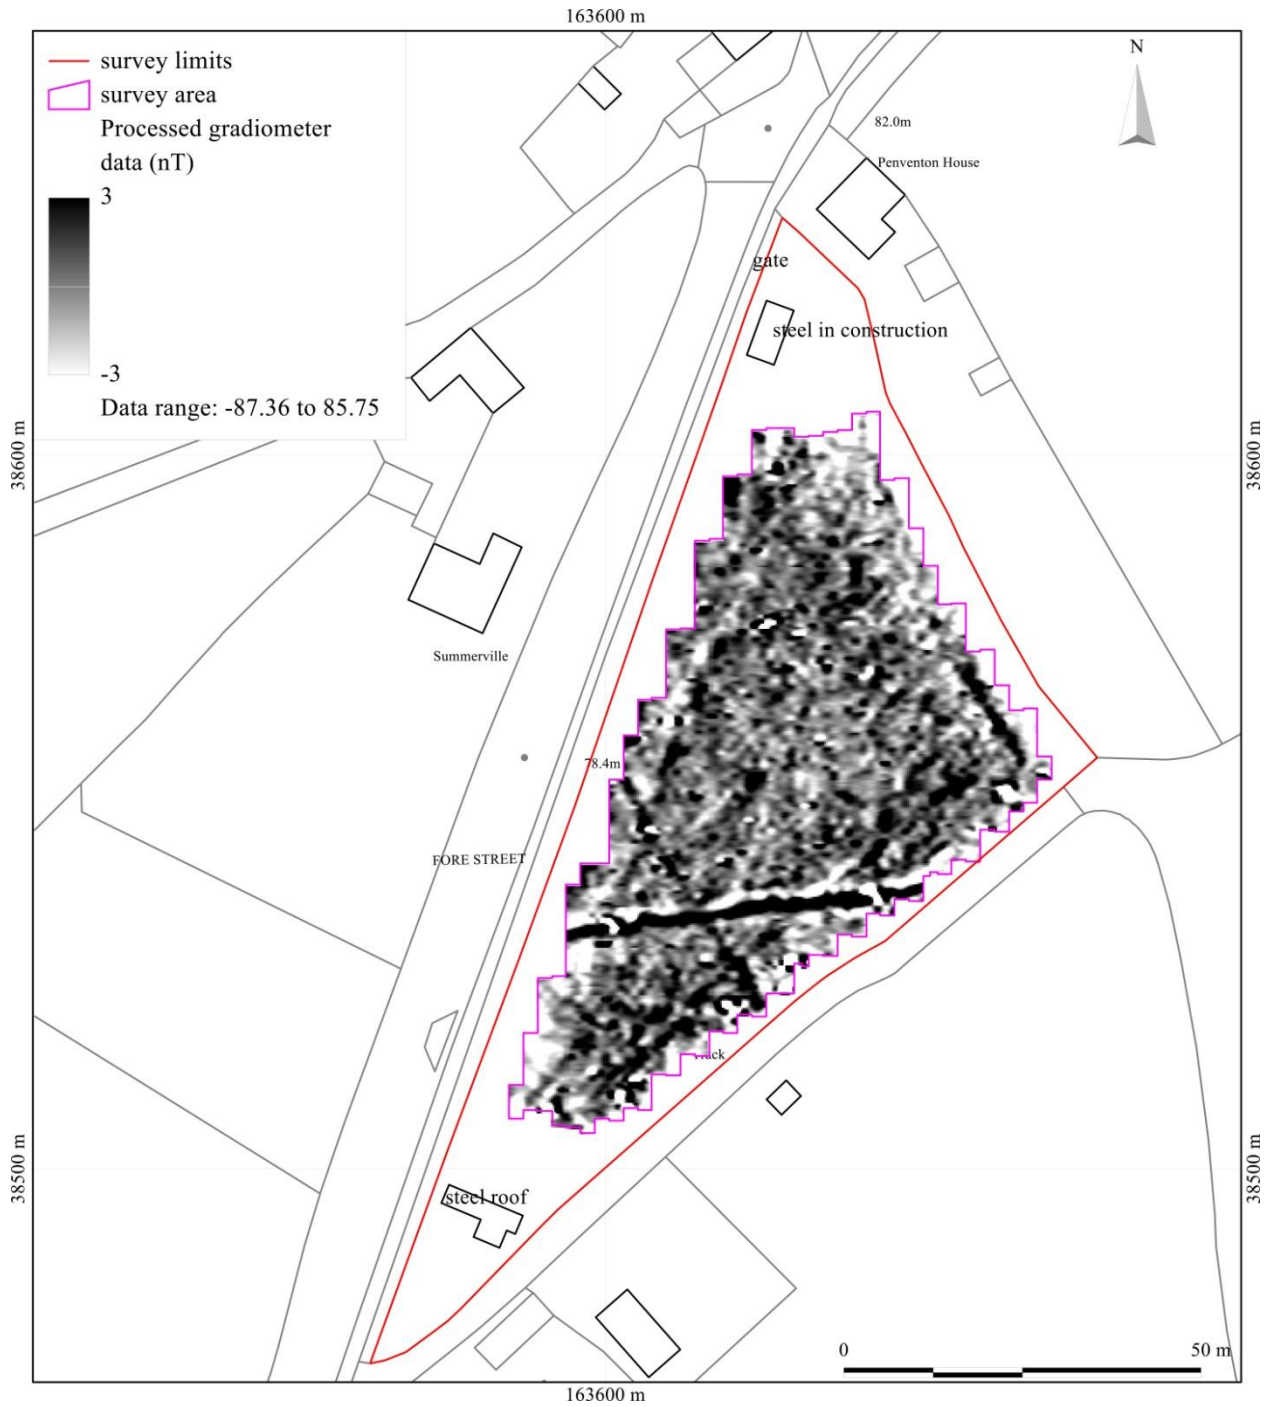 163600 m
survey limits
survey area
Processed gradiometer
data (nT)
3
-3
Data range: -87.36 to 85.75
N
82.0m
Penventon House
gate
steel in construction
38600 m
38600 m
Summerville
78.4m
FORE STREET
38500 m
38500 m
steel roof
0
50 m
163600 m